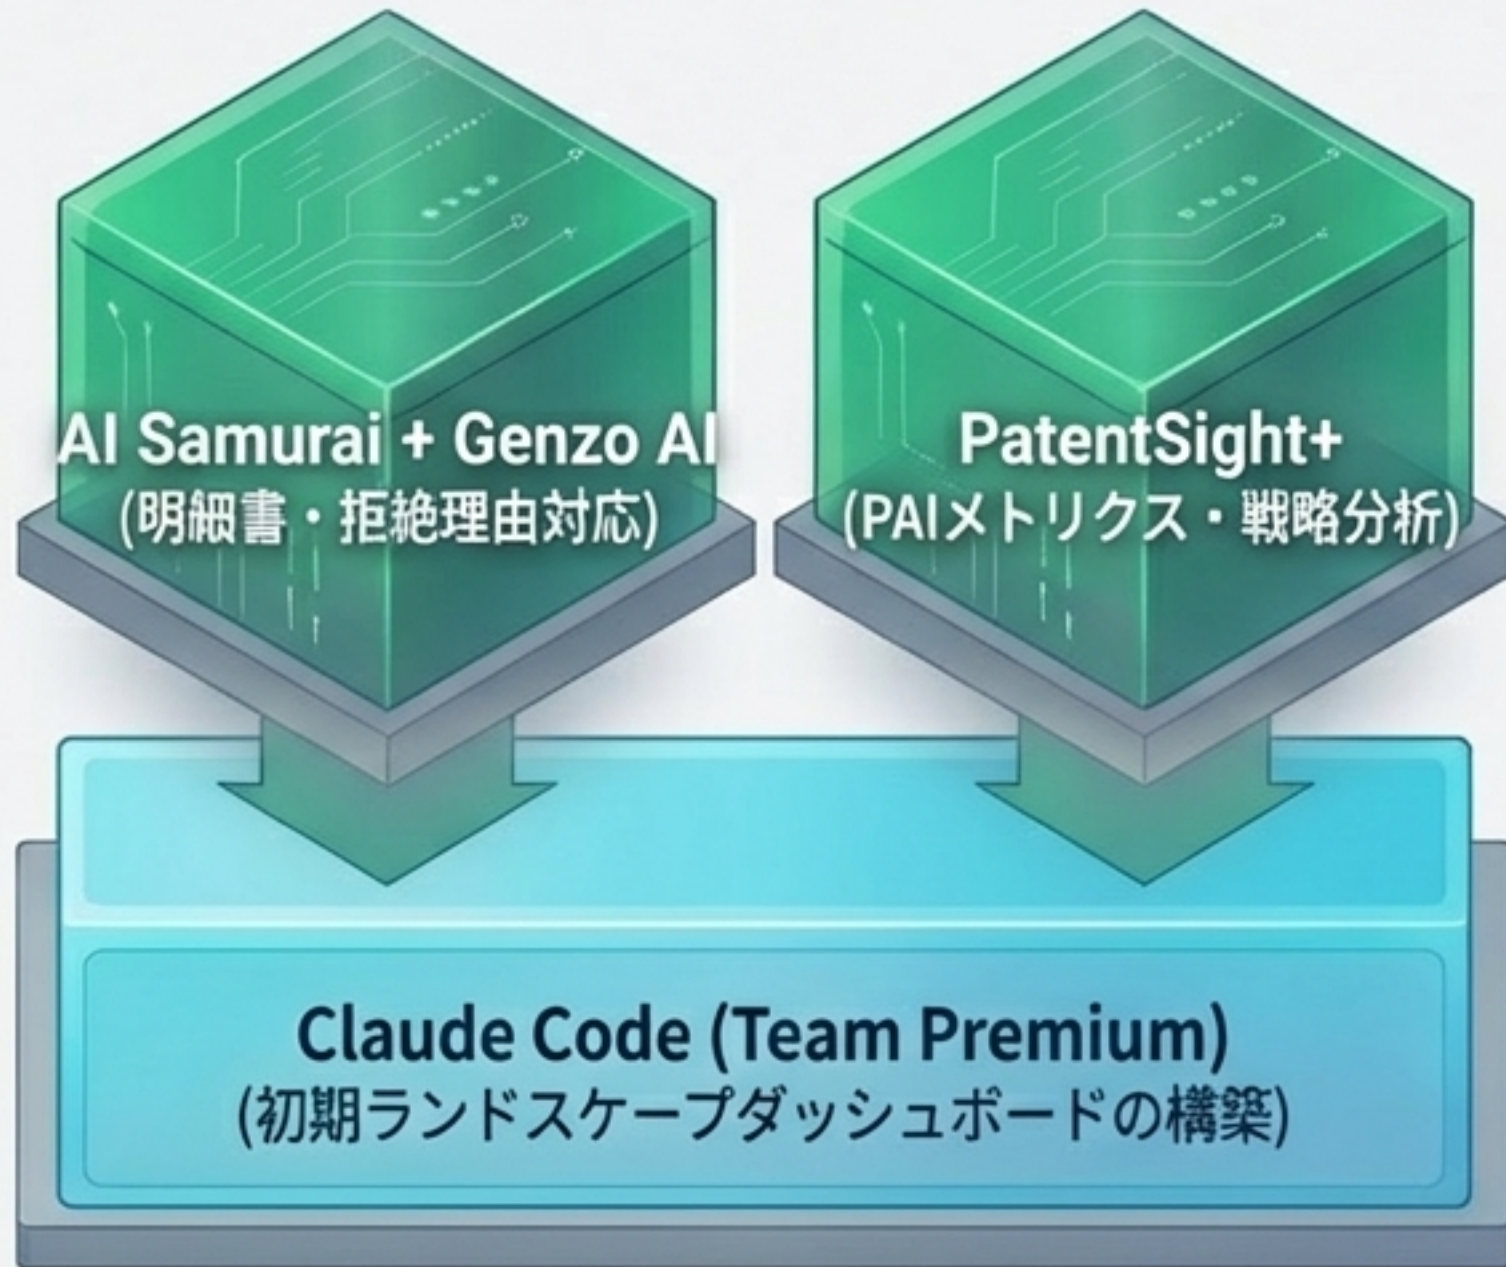 AI Samurai + Genzo AI
(明細書・拒絶理由対応)
PatentSight+
(PAIメトリクス・戦略分析)
Claude Code (Team Premium)
(初期ランドスケープダッシュボードの構築)